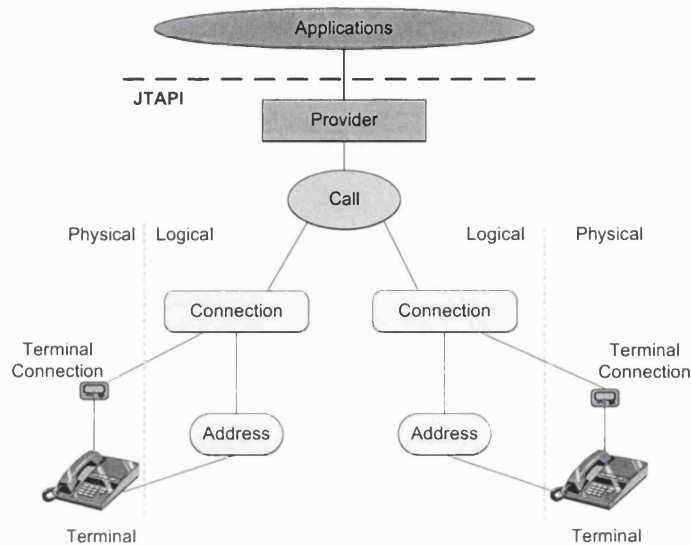 Applications
JTAPI
Provider
Call
Physical
Logical
Logical
Physical
Connection
Connection
Terminal
Connection
Terminal
Connection
Address
Address
Terminal
Terminal